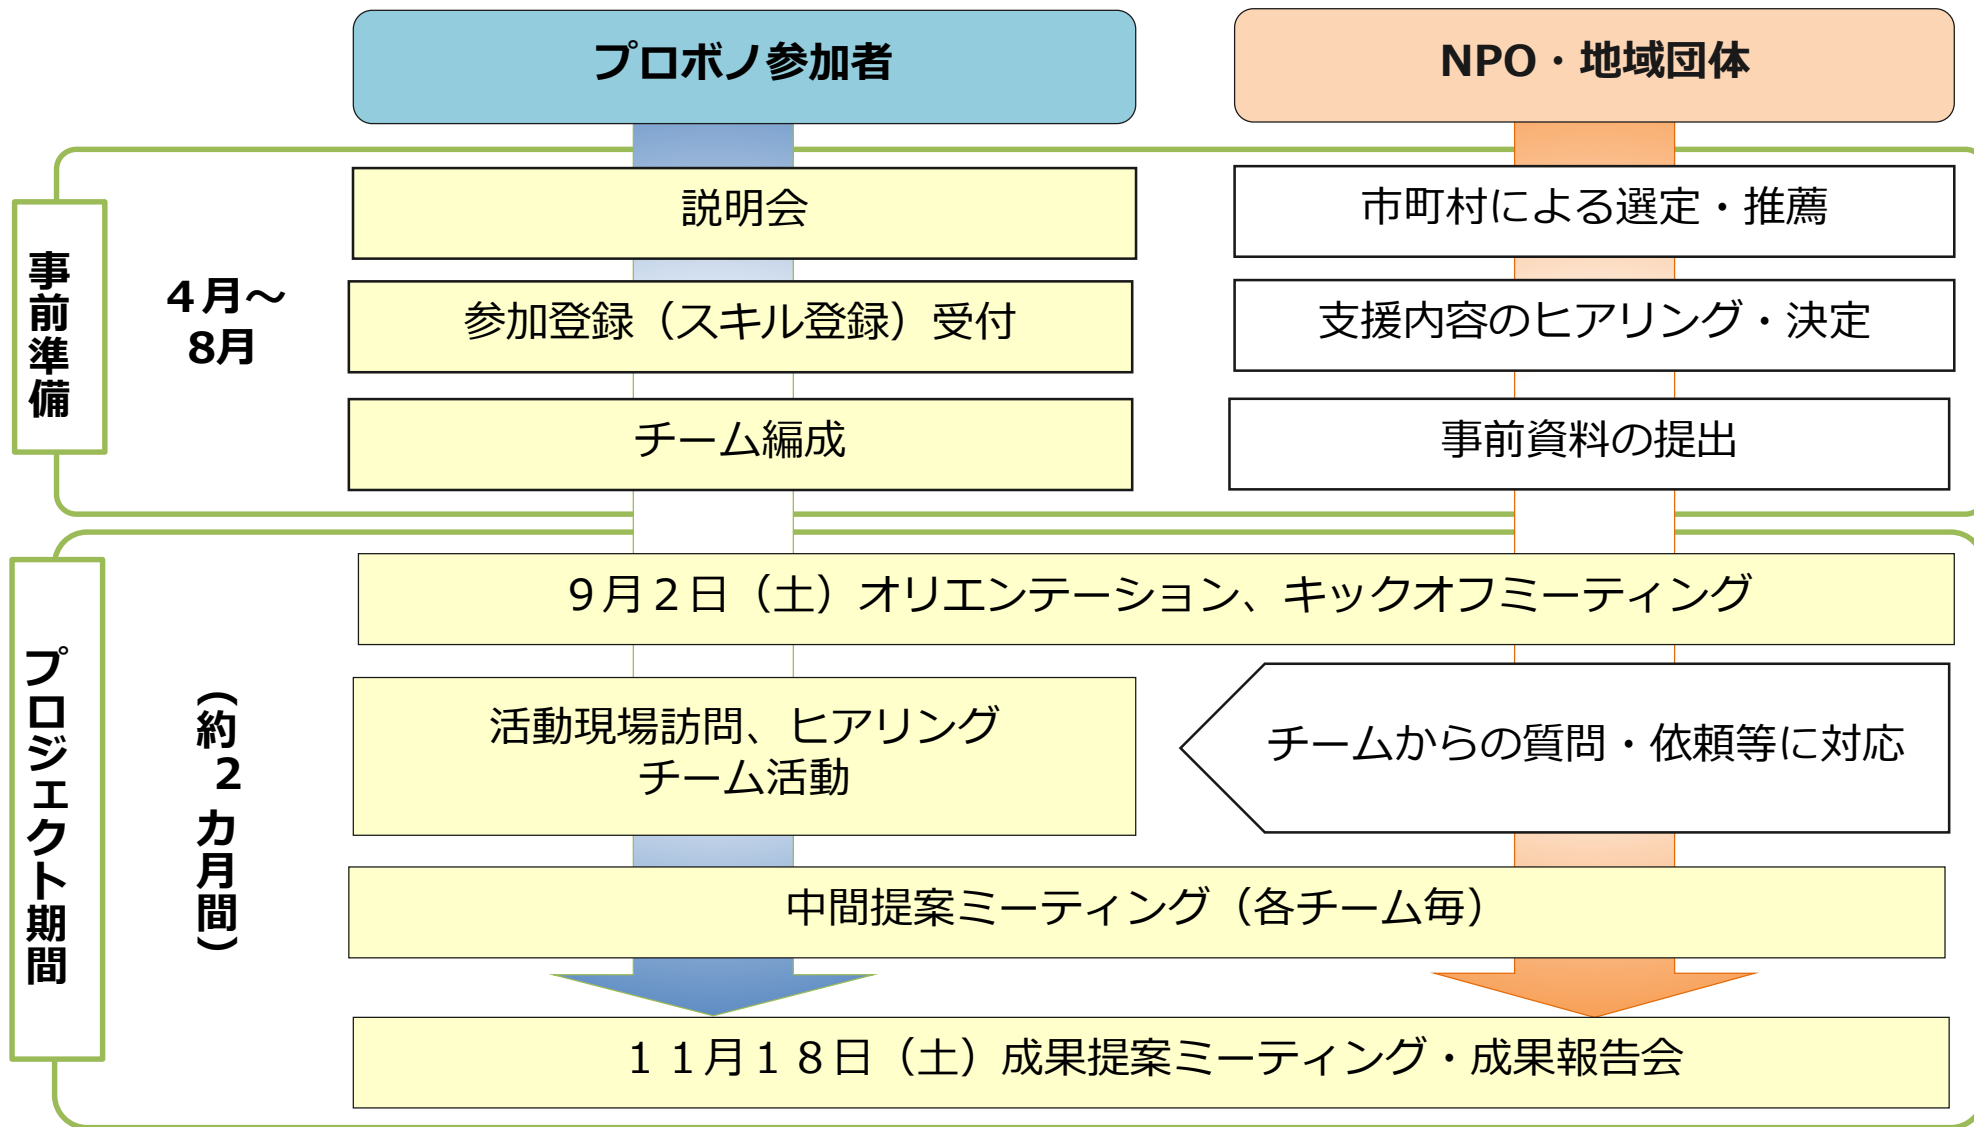 プロボノ参加者
NPO・地域団体
事前準備
４月～
8月
説明会
市町村による選定・推薦
参加登録（スキル登録）受付
支援内容のヒアリング・決定
チーム編成
事前資料の提出
プロジェクト期間
（約２カ月間）
９月２日（土）オリエンテーション、キックオフミーティング
活動現場訪問、ヒアリング
チーム活動
チームからの質問・依頼等に対応
中間提案ミーティング（各チーム毎）
１１月１８日（土）成果提案ミーティング・成果報告会